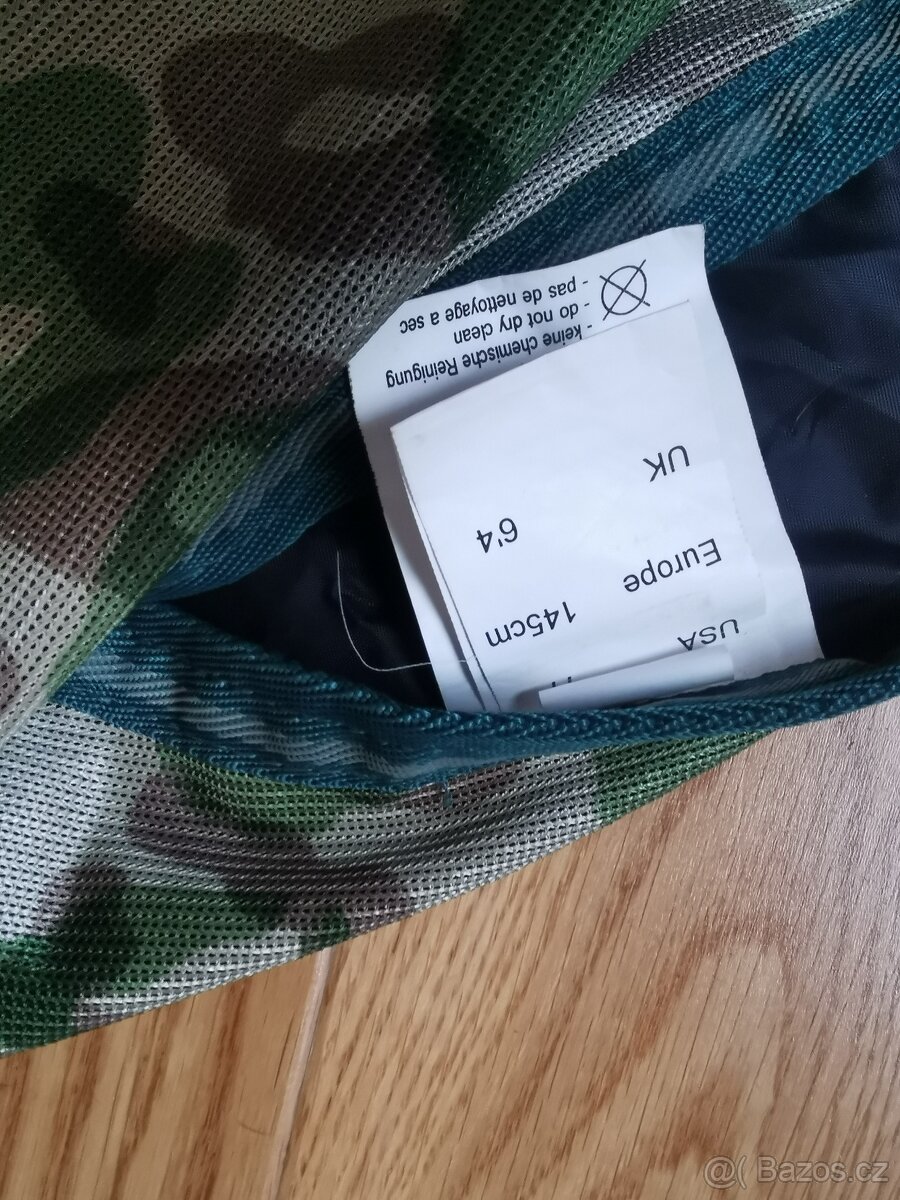 USA
Europe 145cm
6'4
UK
- keine chemische Reinigung
- do not dry clean
- pas de nettoyage a sec
@( Bazos.cz